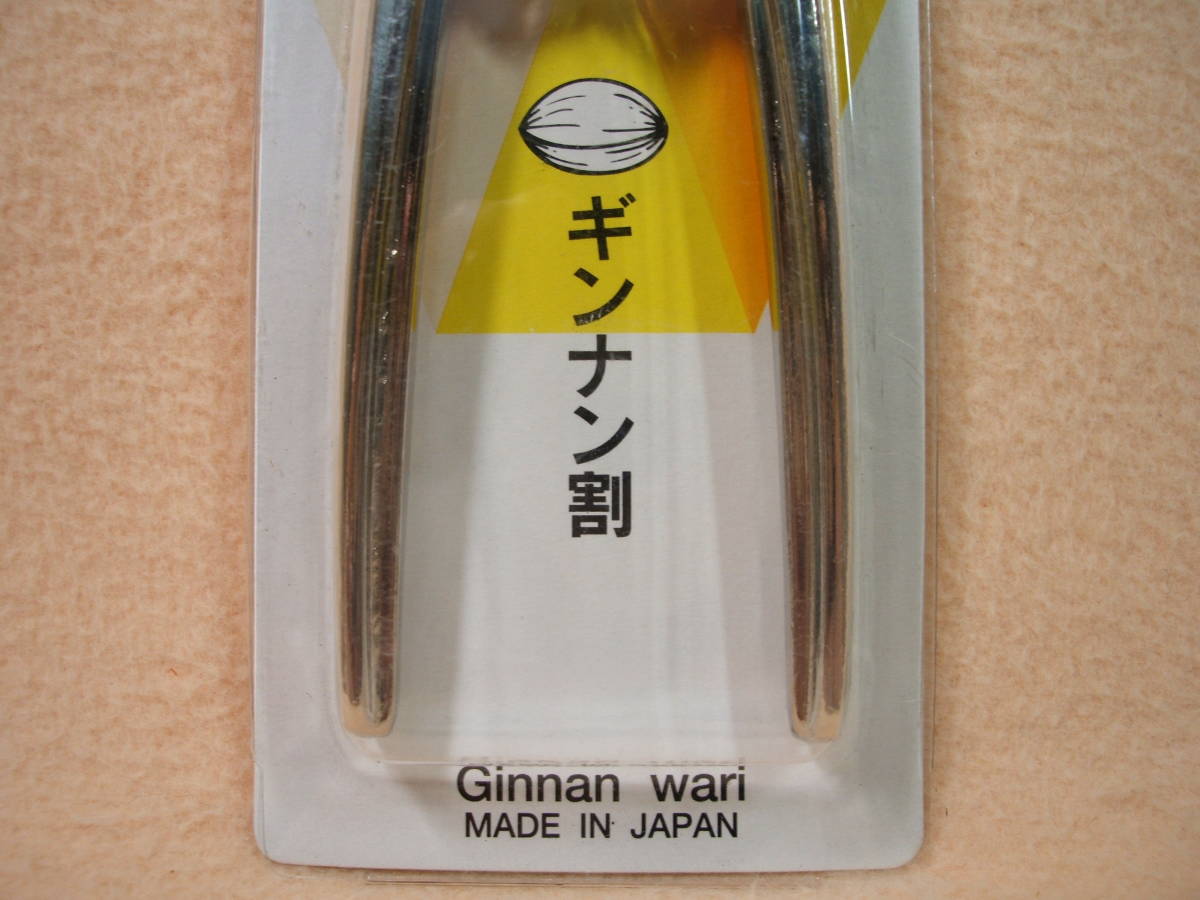 ギンナン割
Ginnan wari
MADE IN JAPAN